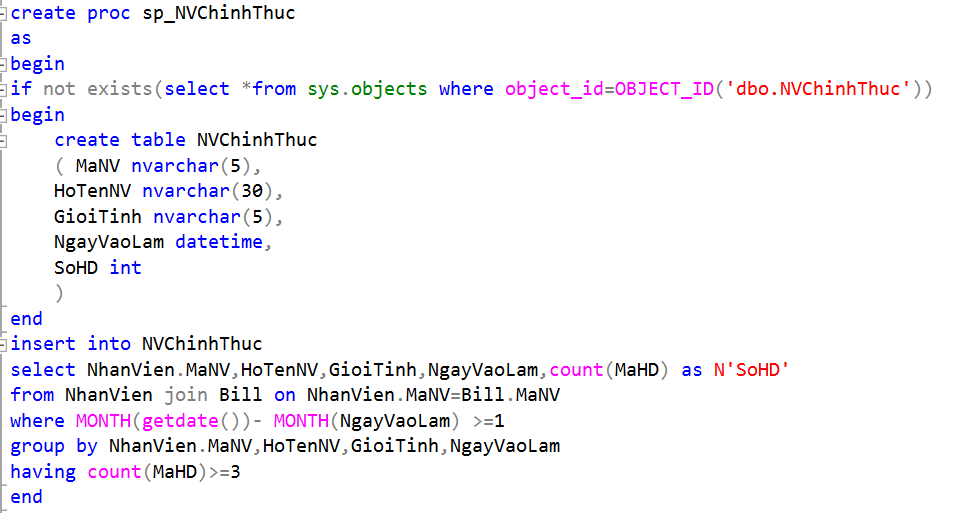 create proc sp_NVChinhThuc
as
begin
if not exists(select *from sys.objects where object_id=OBJECT_ID('dbo.NVChinhThuc'))
begin
    create table NVChinhThuc
    ( MaNV nvarchar(5),
    HoTenNV nvarchar(30),
    GioiTinh nvarchar(5),
    NgayVaoLam datetime,
    SoHD int
    )
end
insert into NVChinhThuc
select NhanVien.MaNV,HoTenNV,GioiTinh,NgayVaoLam,count(MaHD) as N'SoHD'
from NhanVien join Bill on NhanVien.MaNV=Bill.MaNV
where MONTH(getdate())- MONTH(NgayVaoLam) >=1
group by NhanVien.MaNV,HoTenNV,GioiTinh,NgayVaoLam
having count(MaHD)>=3
end